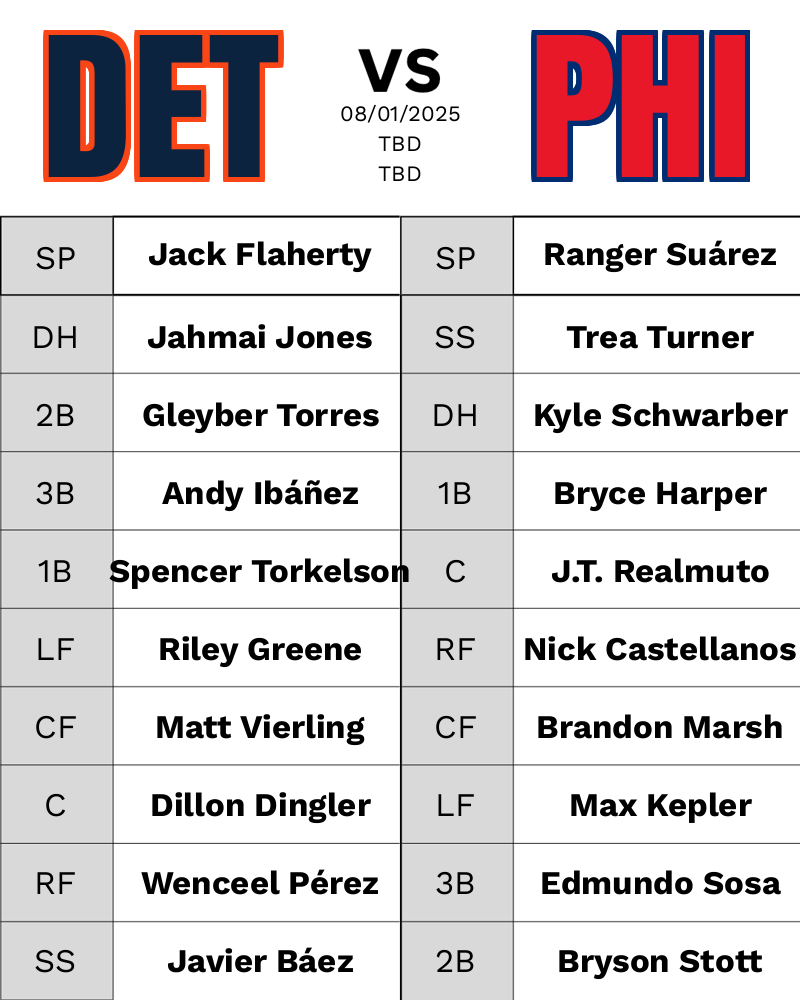 DET
VS
08/01/2025
TBD
TBD
PHI
SP Jack Flaherty SP Ranger Suárez
DH Jahmai Jones SS Trea Turner
2B Gleyber Torres DH Kyle Schwarber
3B Andy Ibáñez 1B Bryce Harper
1B Spencer Torkelson C J.T. Realmuto
LF Riley Greene RF Nick Castellanos
CF Matt Vierling CF Brandon Marsh
C Dillon Dingler LF Max Kepler
RF Wenceel Pérez 3B Edmundo Sosa
SS Javier Báez 2B Bryson Stott